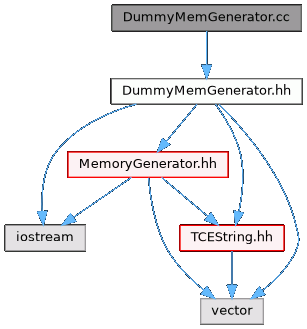 DummyMemGenerator.cc
DummyMemGenerator.hh
MemoryGenerator.hh
iostream
TCEString.hh
vector